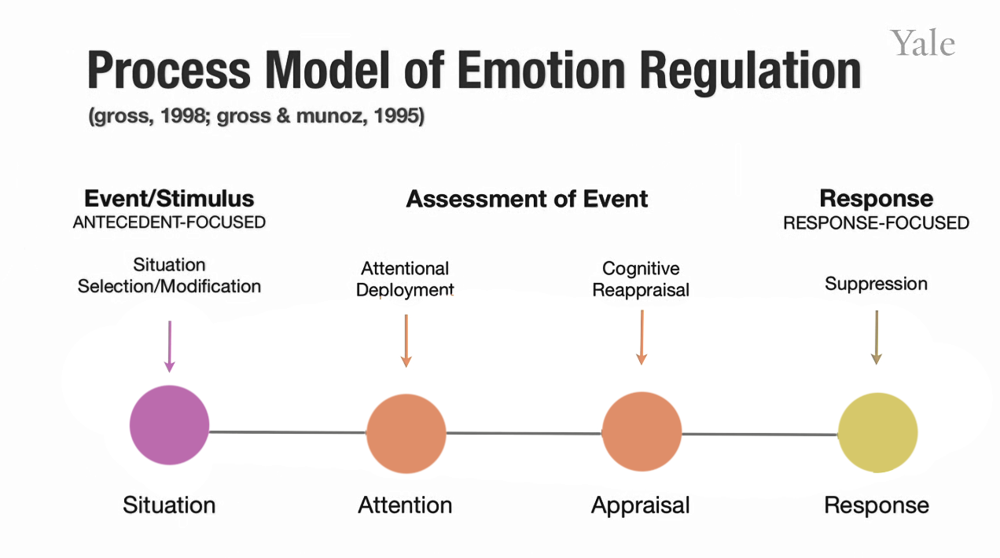 Yale
Process Model of Emotion Regulation
(gross, 1998; gross & munoz, 1995)
Event/Stimulus
ANTECEDENT-FOCUSED
Assessment of Event
Response
RESPONSE-FOCUSED
Situation
Selection/Modification
Attentional
Deployment
Cognitive
Reappraisal
Suppression
Situation
Attention
Appraisal
Response